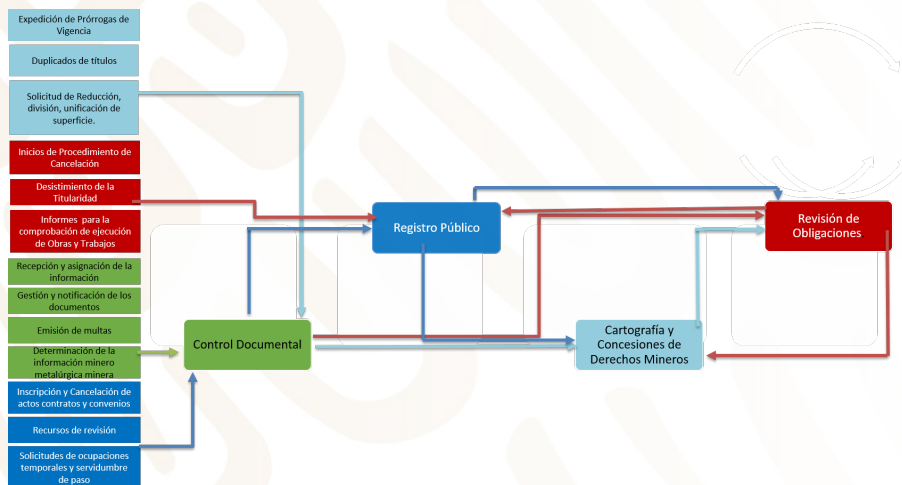 Expedición de Prórrogas de
Vigencia
Duplicados de títulos
Solicitud de Reducción,
división, unificación de
superficie.
Inicios de Procedimiento de
Cancelación
Desistimiento de la
Titularidad
Informes para la
comprobación de ejecución
de Obras y Trabajos
Recepción y asignación de la
información
Gestión y notificación de los
documentos
Emisión de multas
Determinación de la
información minero
metalúrgica minera
Inscripción y Cancelación de
actos contratos y convenios
Recursos de revisión
Solicitudes de ocupaciones
temporales y servidumbre
de paso
Control Documental
Registro Público
Cartografía y
Concesiones de
Derechos Mineros
Revisión de
Obligaciones